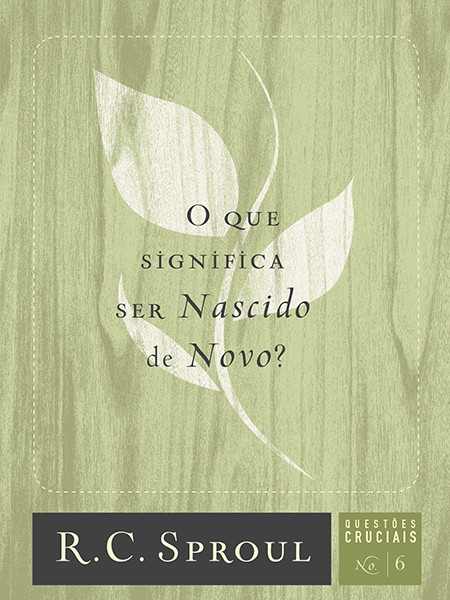 O que
significa
ser Nascido
de Novo?
R.C. Sproul
QUESTÕES
CRUCIAIS
No. | 6